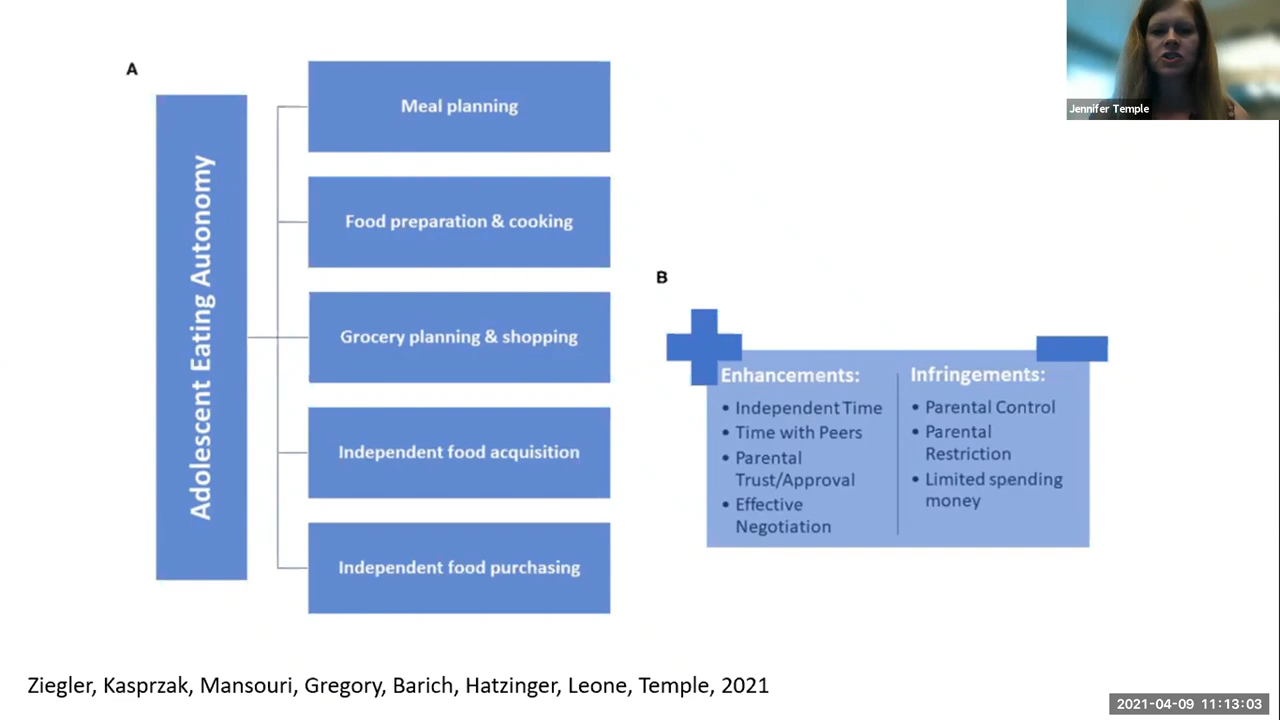 A
Adolescent Eating Autonomy
Meal planning
Food preparation & cooking
Grocery planning & shopping
Independent food acquisition
Independent food purchasing
B
Enhancements:
• Independent Time
• Time with Peers
• Parental
Trust/Approval
• Effective
Negotiation
Infringements:
• Parental Control
• Parental
Restriction
• Limited spending
money
Ziegler, Kasprzak, Mansouri, Gregory, Barich, Hatzinger, Leone, Temple, 2021
Jennifer Temple
2021-04-09 11:13:03